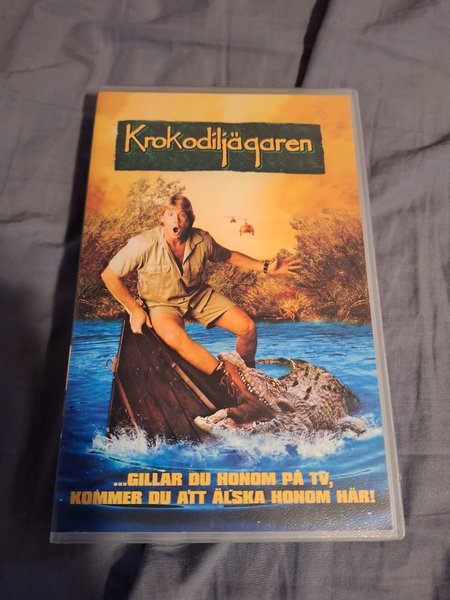 Krokodiljägaren
...GILLAR DU HONOM PÅ TV,
KOMMER DU ATT ÄLSKA HONOM HÄR!